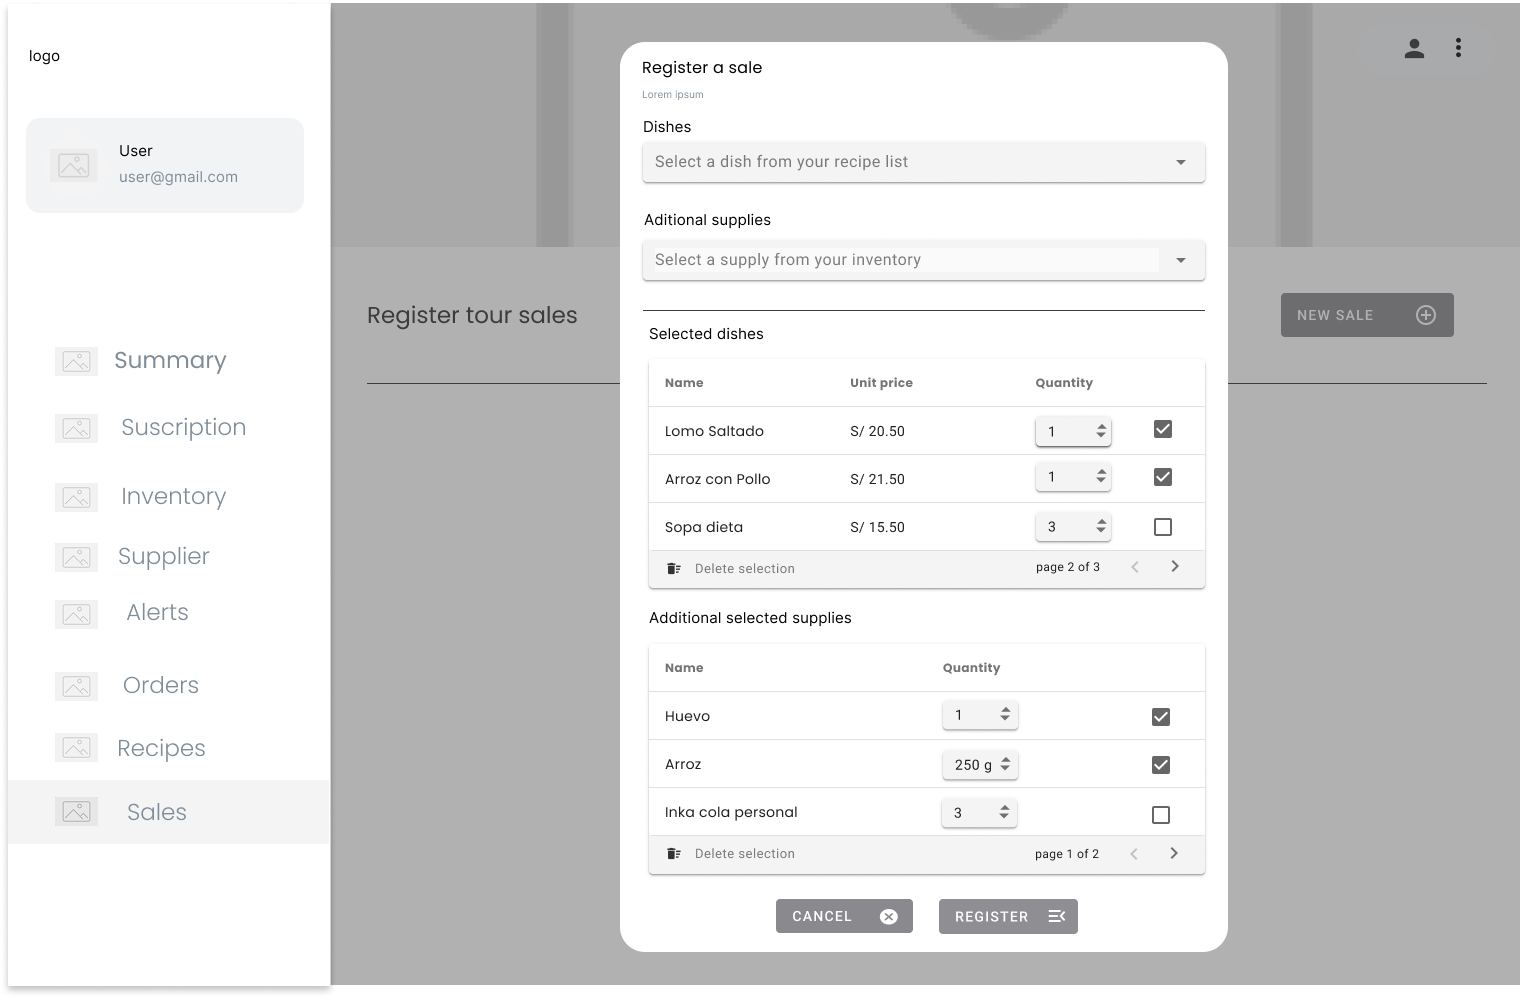 logo
User
user@gmail.com
Summary
Suscription
Inventory
Supplier
Alerts
Orders
Recipes
Sales
Register tour sales
NEW SALE
Register a sale
Lorem ipsum
Dishes
Select a dish from your recipe list
Aditional supplies
Select a supply from your inventory
Selected dishes
Name Unit price Quantity
Lomo Saltado S/ 20.50 1
Arroz con Pollo S/ 21.50 1
Sopa dieta S/ 15.50 3
Delete selection page 2 of 3
Additional selected supplies
Name Quantity
Huevo 1
Arroz 250 g
Inka cola personal 3
Delete selection page 1 of 2
CANCEL REGISTER